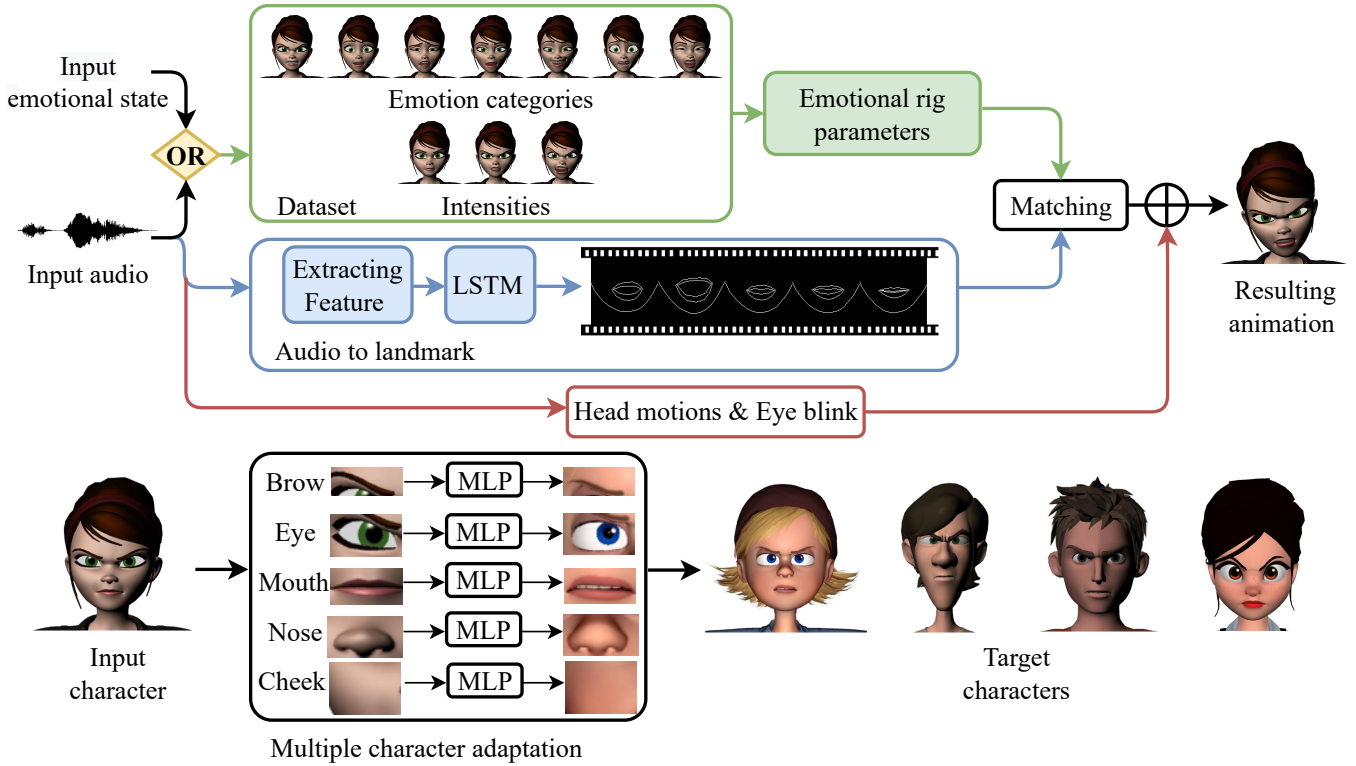 Input
emotional state
OR
Input audio
Emotion categories
Dataset
Intensities
Emotional rig
parameters
Matching
Resulting
animation
Extracting
Feature
LSTM
Audio to landmark
Head motions & Eye blink
Input
character
Brow
MLP
Eye
MLP
Mouth
MLP
Nose
MLP
Cheek
MLP
Multiple character adaptation
Target
characters